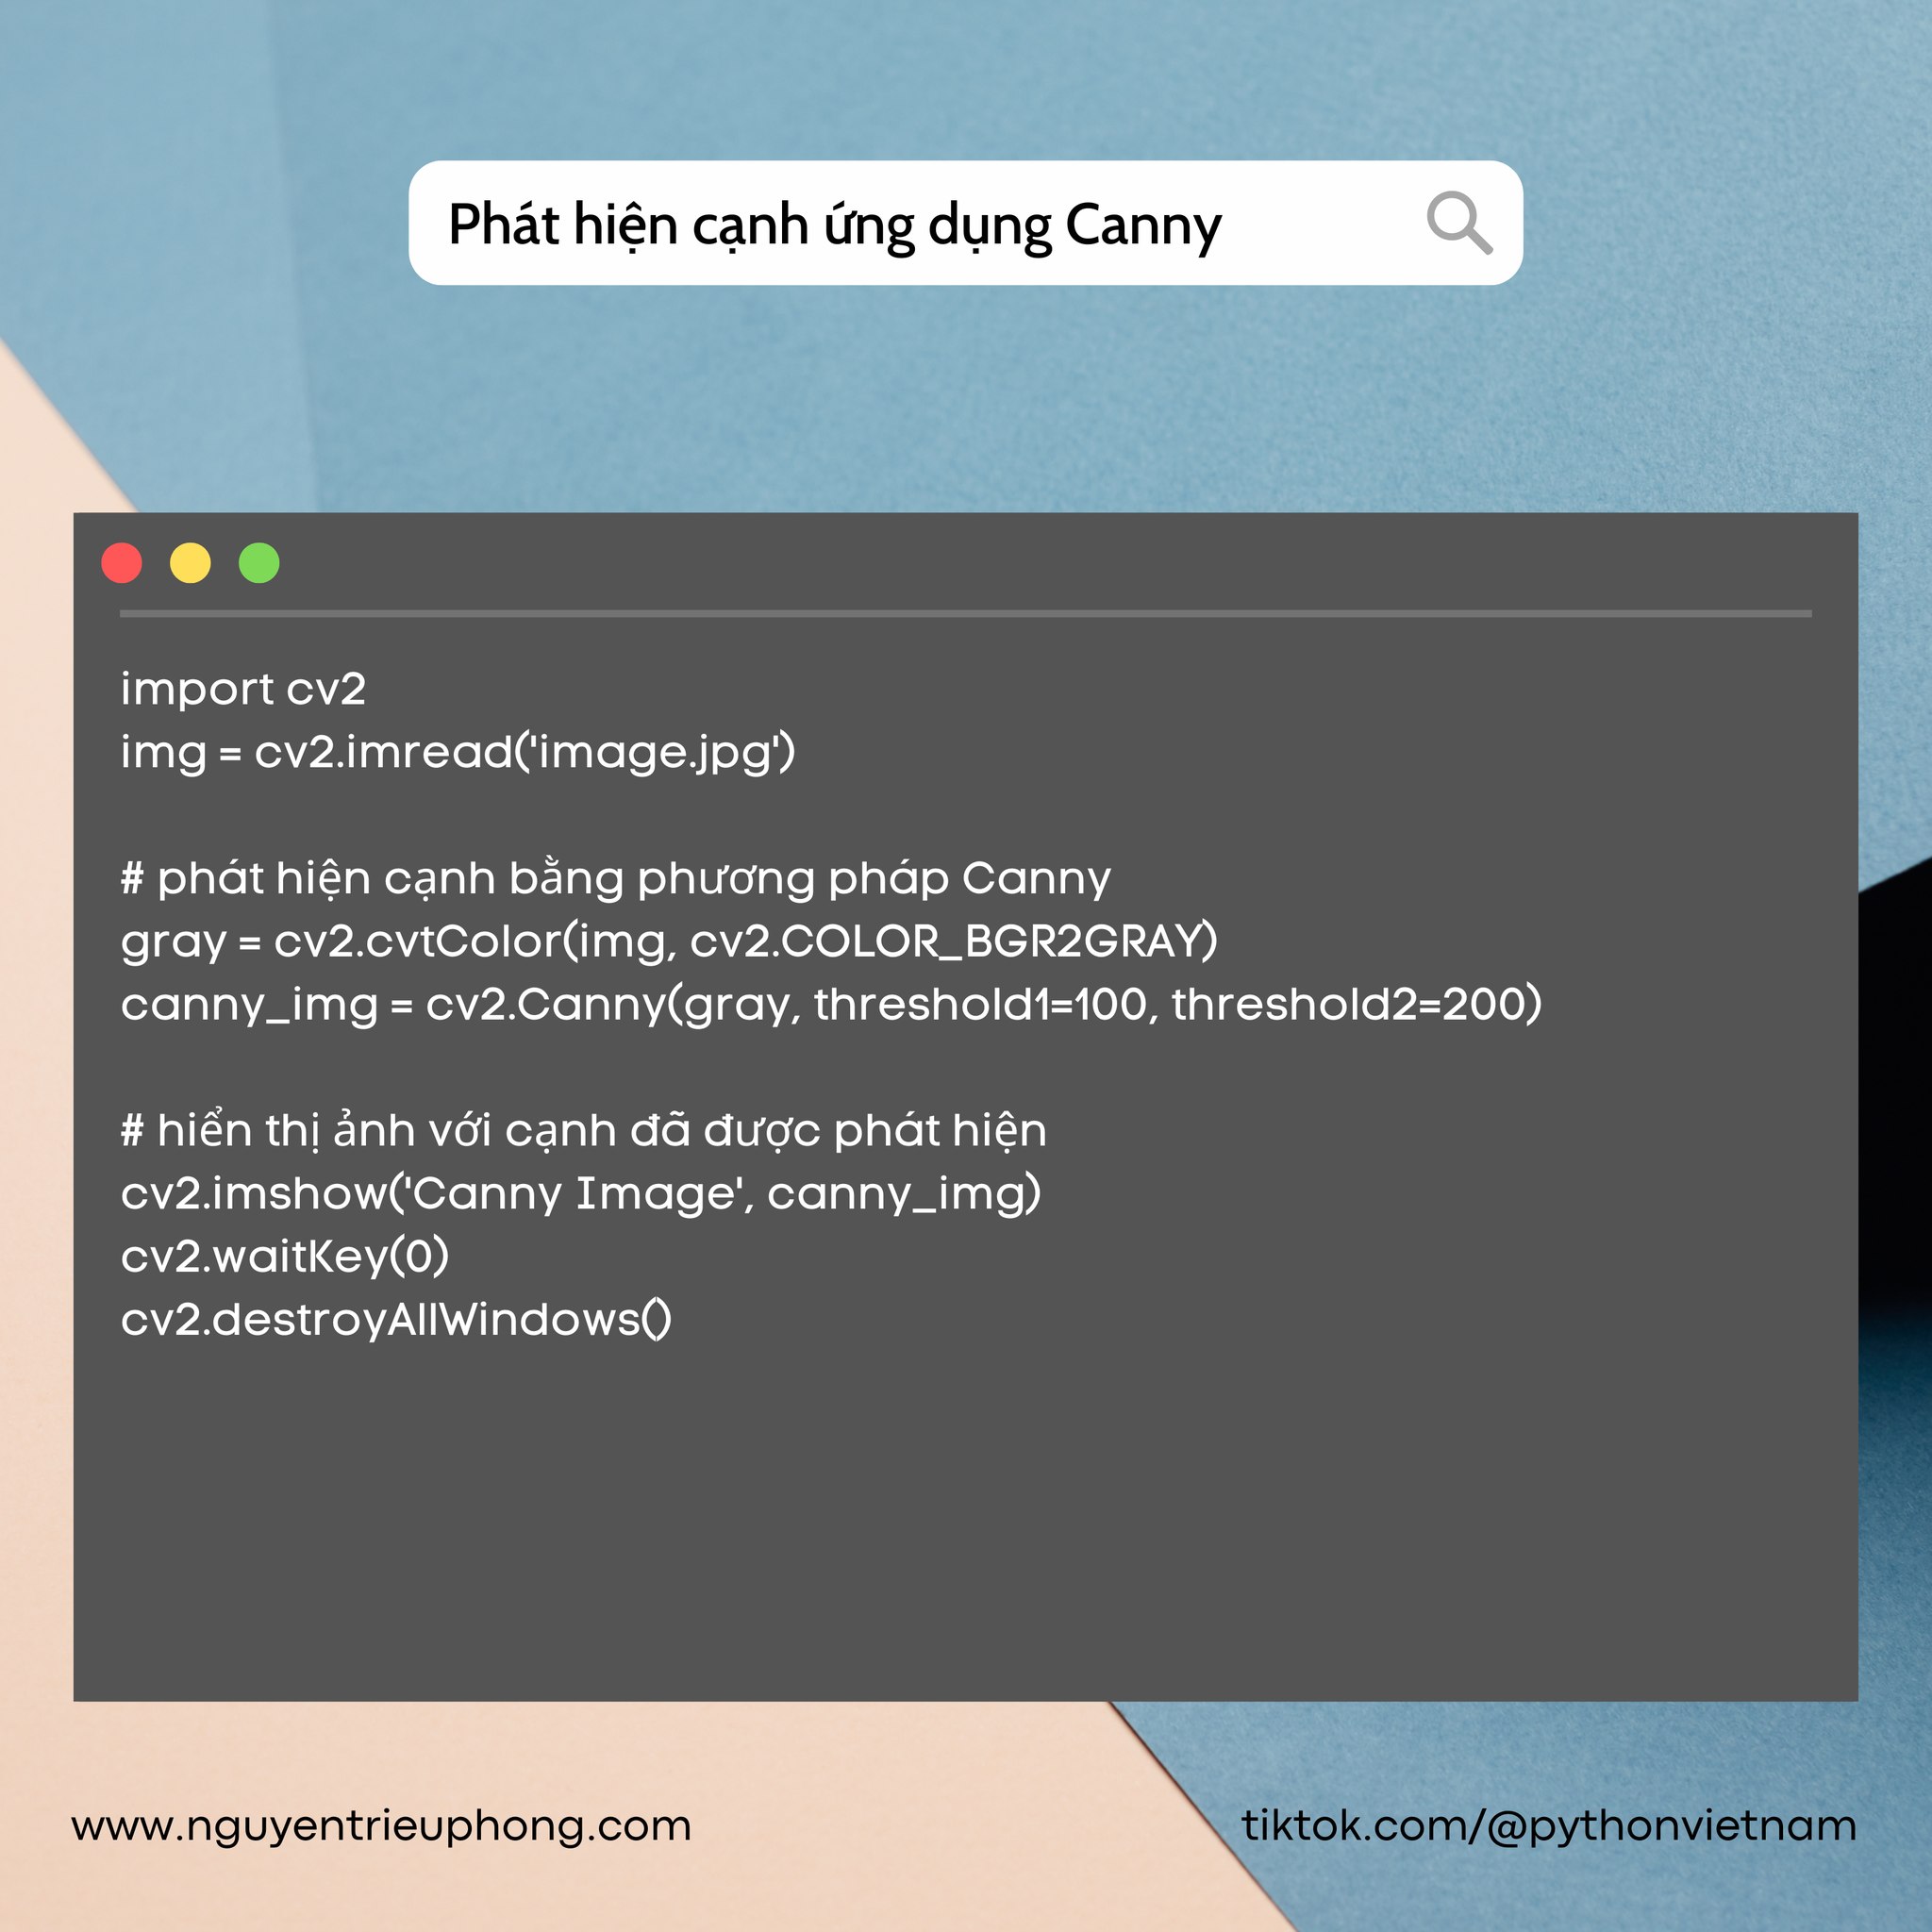 Phát hiện cạnh ứng dụng Canny
import cv2
img = cv2.imread('image.jpg')
# phát hiện cạnh bằng phương pháp Canny
gray = cv2.cvtColor(img, cv2.COLOR_BGR2GRAY)
canny_img = cv2.Canny(gray, threshold1=100, threshold2=200)
# hiển thị ảnh với cạnh đã được phát hiện
cv2.imshow('Canny Image', canny_img)
cv2.waitKey(0)
cv2.destroyAllWindows()
www.nguyentrieuphong.com
tiktok.com/@pythonvietnam